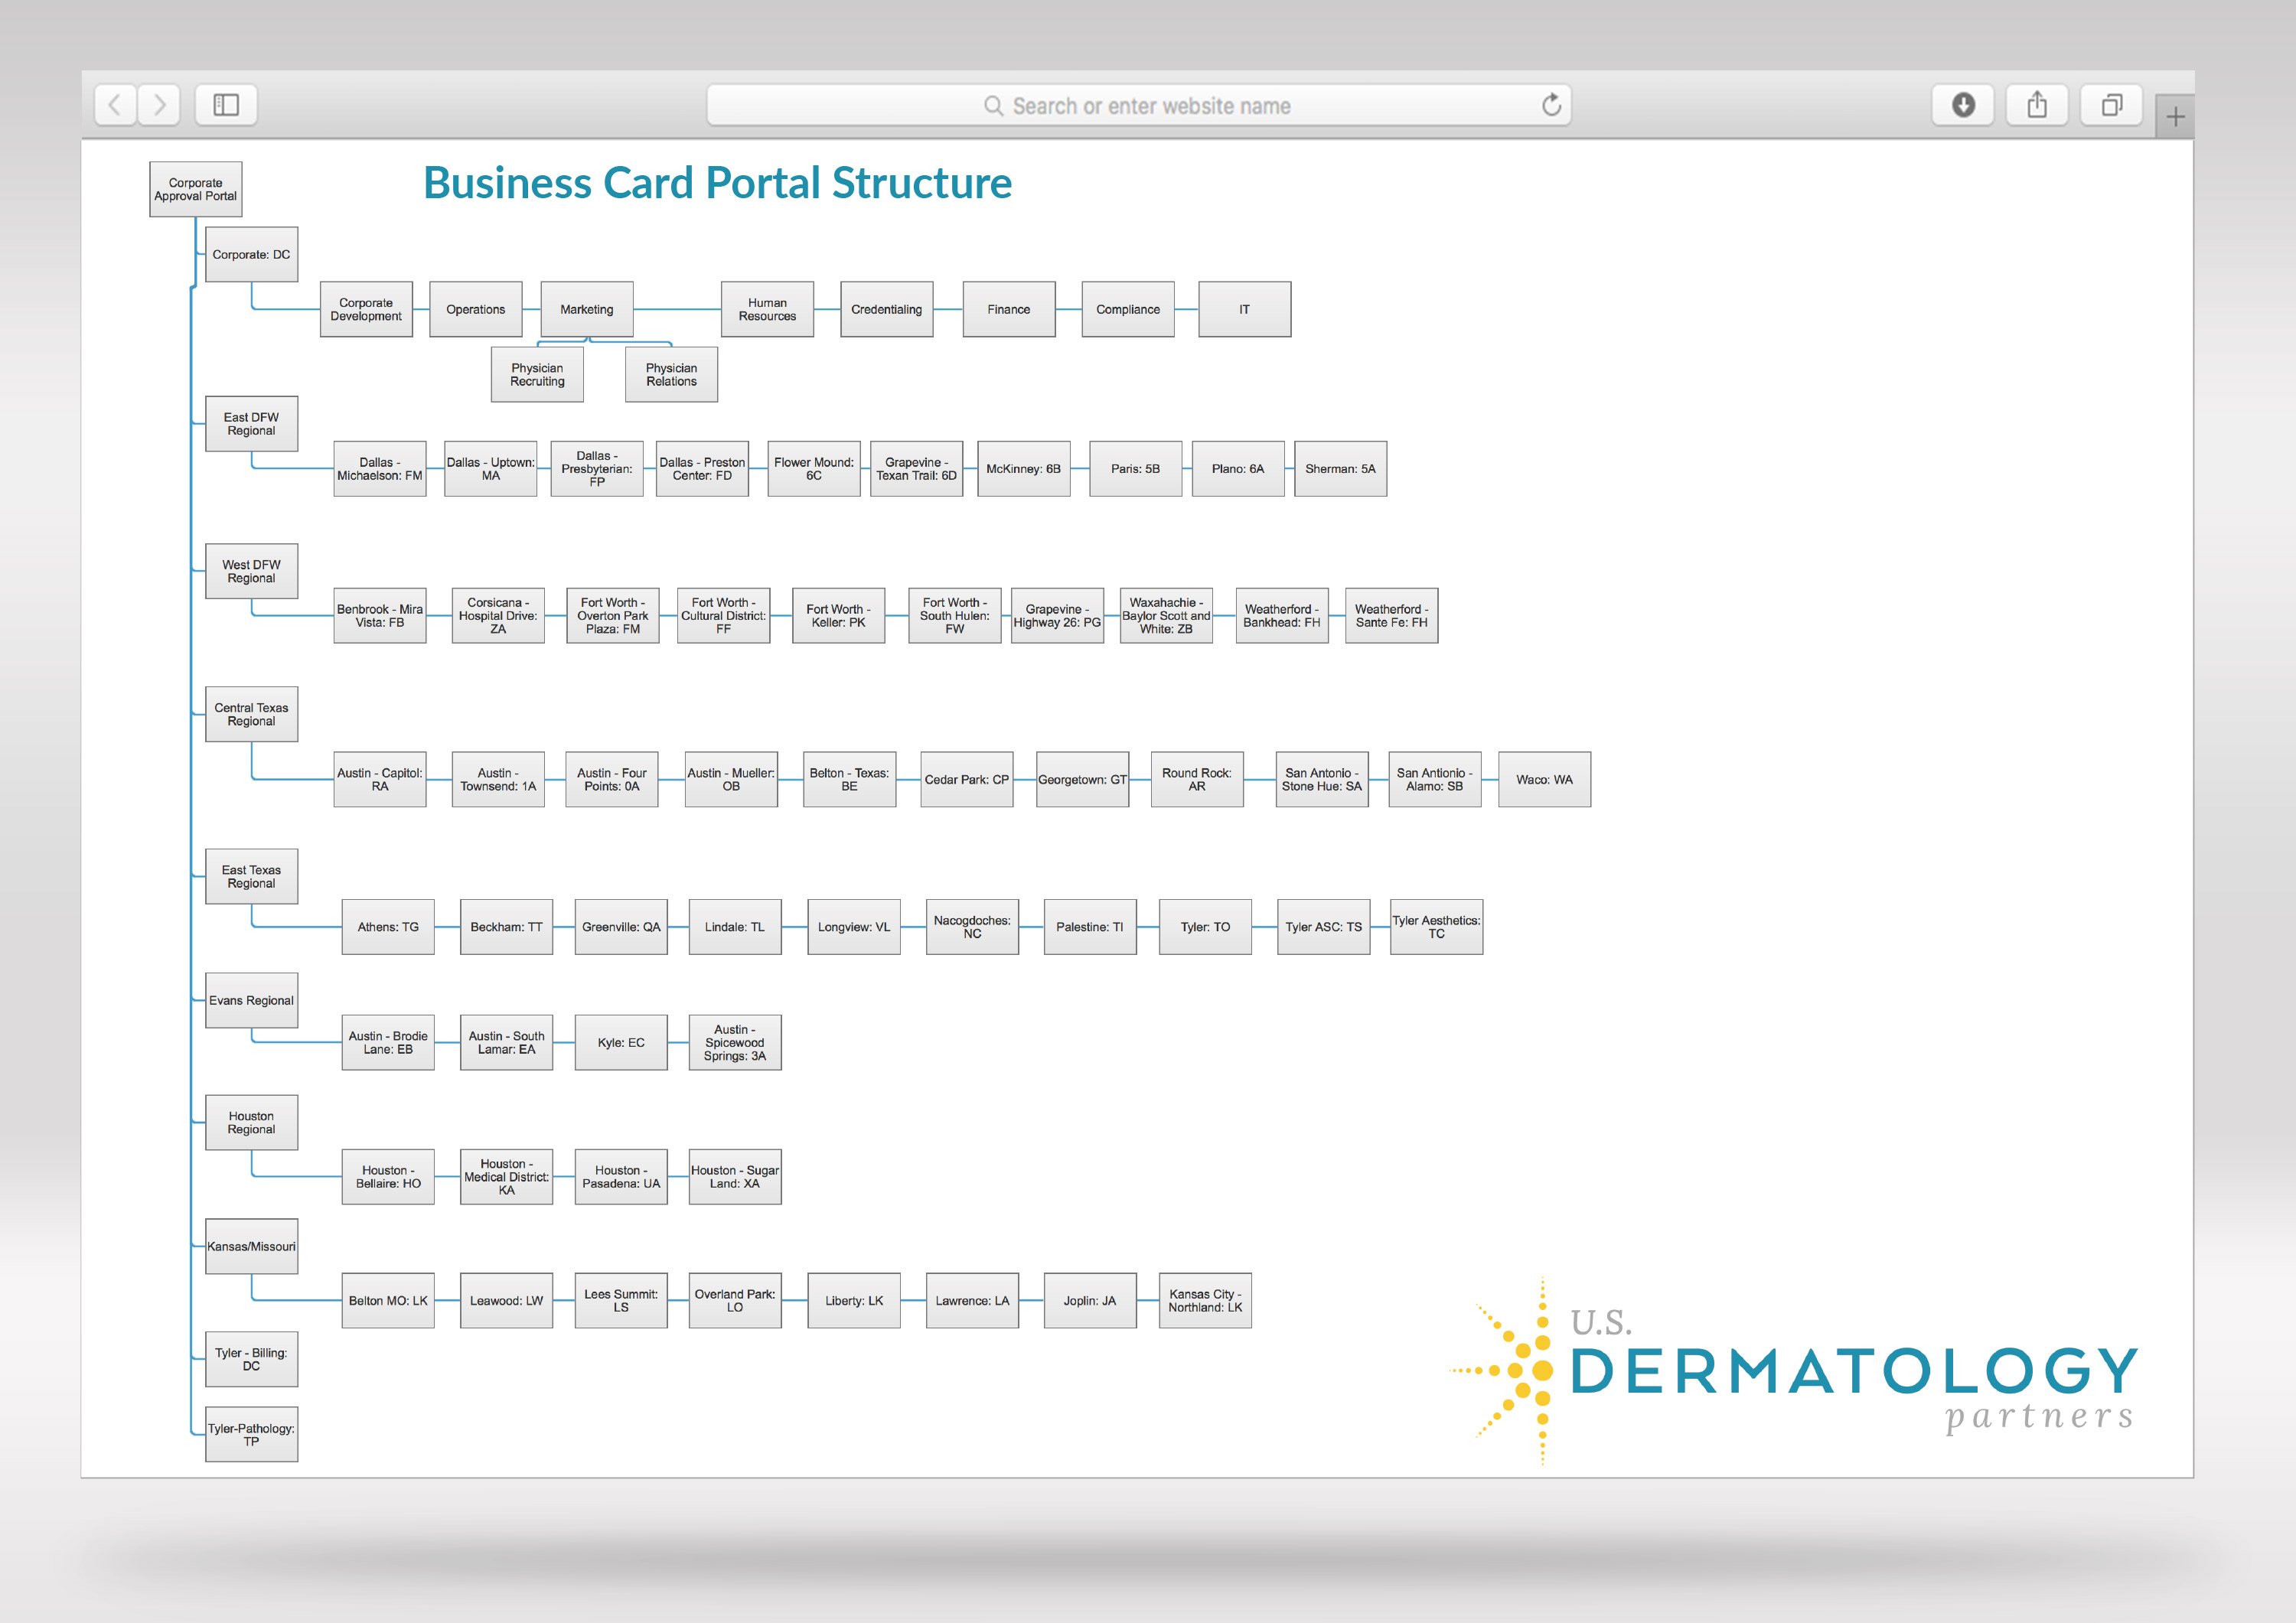 Search or enter website name
Corporate
Approval Portal
Business Card Portal Structure
Corporate: DC
Corporate
Development
Operations
Marketing
Human
Resources
Credentialing
Finance
Compliance
IT
Physician
Recruiting
Physician
Relations
East DFW
Regional
Dallas -
Michaelson: FM
Dallas - Uptown:
MA
Dallas -
Presbyterian:
FP
Dallas - Preston
Center: FD
Flower Mound:
6C
Grapevine -
Texan Trail: 6D
McKinney: 6B
Paris: 5B
Plano: 6A
Sherman: 5A
West DFW
Regional
Benbrook - Mira
Vista: FB
Corsicana -
Hospital Drive:
ZA
Fort Worth -
Overton Park
Plaza: FM
Fort Worth -
Cultural District:
FF
Fort Worth -
Keller: PK
Fort Worth -
South Hulen:
FW
Grapevine -
Highway 26: PG
Waxahachie -
Baylor Scott and
White: ZB
Weatherford -
Bankhead: FH
Weatherford -
Sante Fe: FH
Central Texas
Regional
Austin - Capitol:
RA
Austin -
Townsend: 1A
Austin - Four
Points: 0A
Austin - Mueller:
OB
Belton - Texas:
BE
Cedar Park: CP
Georgetown: GT
Round Rock:
AR
San Antonio -
Stone Hue: SA
San Antionio -
Alamo: SB
Waco: WA
East Texas
Regional
Athens: TG
Beckham: TT
Greenville: QA
Lindale: TL
Longview: VL
Nacogdoches:
NC
Palestine: TI
Tyler: TO
Tyler ASC: TS
Tyler Aesthetics:
TC
Evans Regional
Austin - Brodie
Lane: EB
Austin - South
Lamar: EA
Kyle: EC
Austin -
Spicewood
Springs: 3A
Houston
Regional
Houston -
Bellaire: HO
Houston -
Medical District:
KA
Houston -
Pasadena: UA
Houston - Sugar
Land: XA
Kansas/Missouri
Belton MO: LK
Leawood: LW
Lees Summit:
LS
Overland Park:
LO
Liberty: LK
Lawrence: LA
Joplin: JA
Kansas City -
Northland: LK
Tyler - Billing:
DC
Tyler-Pathology:
TP
U.S.
DERMATOLOGY
partners